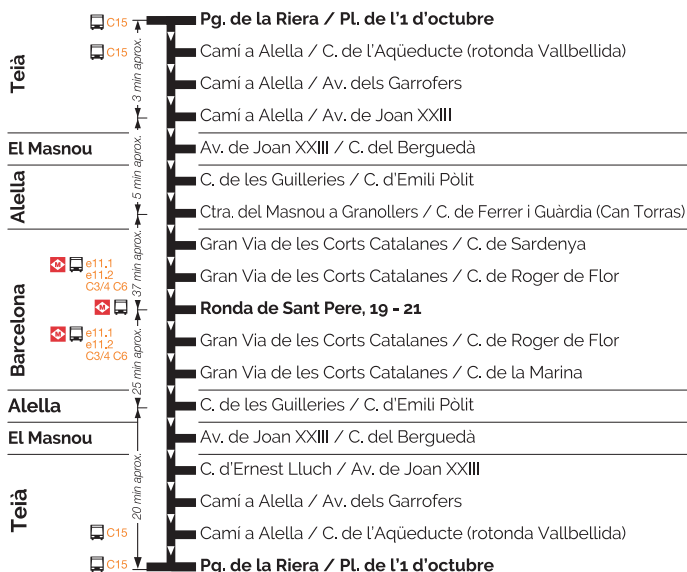 C15 Pg. de la Riera / Pl. de l'1 d'octubre
C15 Camí a Alella / C. de l'Aqüeducte (rotonda Vallbellida)
Teià
3 min aprox.
Camí a Alella / Av. dels Garrofers
Camí a Alella / Av. de Joan XXIII
El Masnou
5 min aprox.
Av. de Joan XXIII / C. del Berguedà
Alella
C. de les Guilleries / C. d'Emili Pòlit
Ctra. del Masnou a Granollers / C. de Ferrer i Guàrdia (Can Torras)
Barcelona
37 min aprox.
Gran Via de les Corts Catalanes / C. de Sardenya
M e11.1
e11.2
C3/4 C6
Gran Via de les Corts Catalanes / C. de Roger de Flor
M Ronda de Sant Pere, 19 - 21
M e11.1
e11.2
C3/4 C6
Gran Via de les Corts Catalanes / C. de Roger de Flor
25 min aprox.
Gran Via de les Corts Catalanes / C. de la Marina
Alella C. de les Guilleries / C. d'Emili Pòlit
El Masnou Av. de Joan XXIII / C. del Berguedà
20 min aprox.
Teià
C. d'Ernest Lluch / Av. de Joan XXIII
Camí a Alella / Av. dels Garrofers
C15 Camí a Alella / C. de l'Aqüeducte (rotonda Vallbellida)
C15 Pg. de la Riera / Pl. de l'1 d'octubre